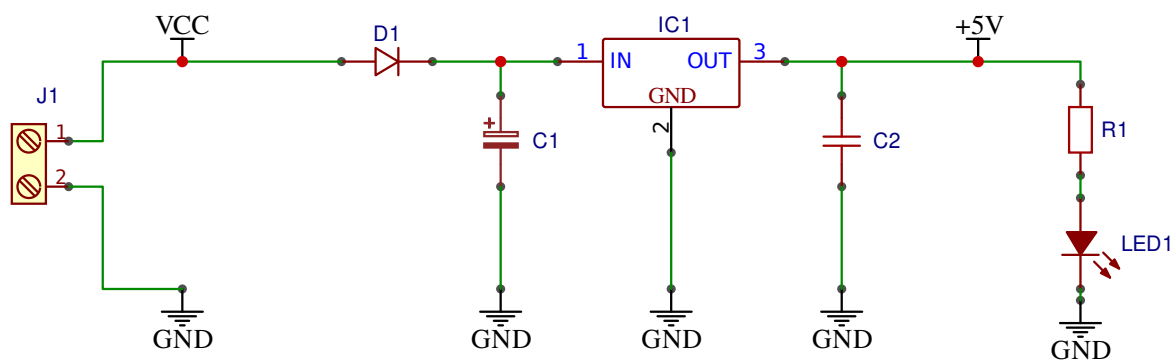 VCC
D1
IC1
+5V
1
IN
OUT
3
J1
GND
1
2
+
C1
2
C2
R1
LED1
GND
GND
GND
GND
GND